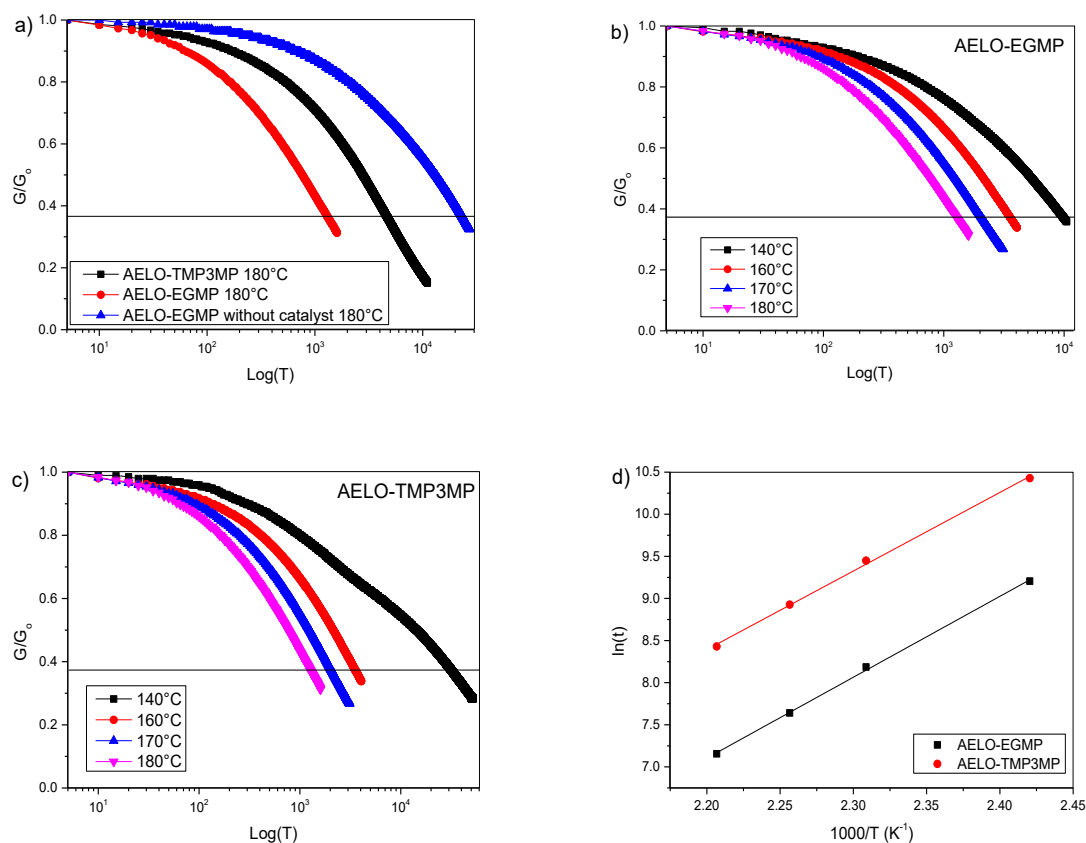 a)
G/G₀
1.0
0.8
0.6
0.4
0.2
0.0
AELO-TMP3MP 180°C
AELO-EGMP 180°C
AELO-EGMP without catalyst 180°C
10¹ 10² 10³ 10⁴
Log(T)
b)
AELO-EGMP
G/G₀
1.0
0.8
0.6
0.4
0.2
0.0
140°C
160°C
170°C
180°C
10¹ 10² 10³ 10⁴
Log(T)
c)
AELO-TMP3MP
G/G₀
1.0
0.8
0.6
0.4
0.2
0.0
140°C
160°C
170°C
180°C
10¹ 10² 10³ 10⁴
Log(T)
d)
ln(t)
10.5
10.0
9.5
9.0
8.5
8.0
7.5
7.0
AELO-EGMP
AELO-TMP3MP
2.20 2.25 2.30 2.35 2.40 2.45
1000/T (K⁻¹)